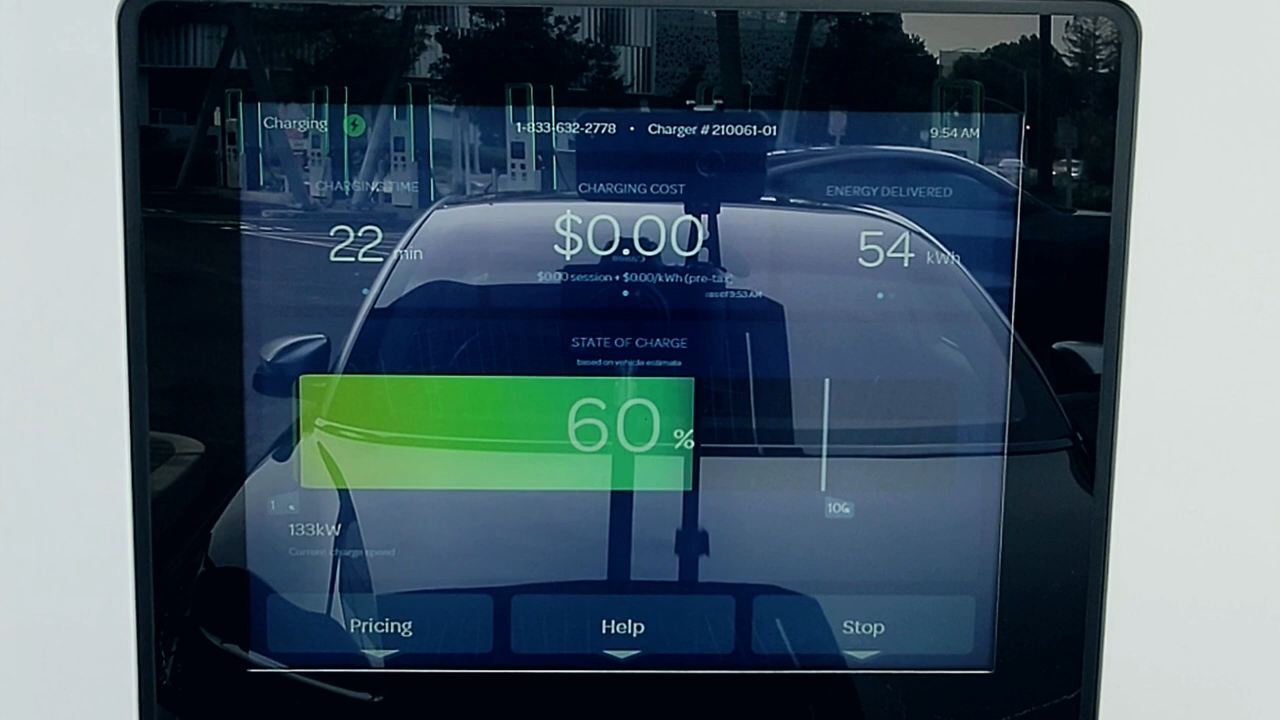 Charging
1-833-632-2778 • Charger # 210061-01
9:54 AM
CHARGING TIME
CHARGING COST
ENERGY DELIVERED
22 min
$0.00
54 kWh
$0.00 session + $0.00/kWh (pre-tax)
9:53 AM
STATE OF CHARGE
based on vehicle estimate
60 %
1
133kW
Current charge speed
Pricing
Help
Stop